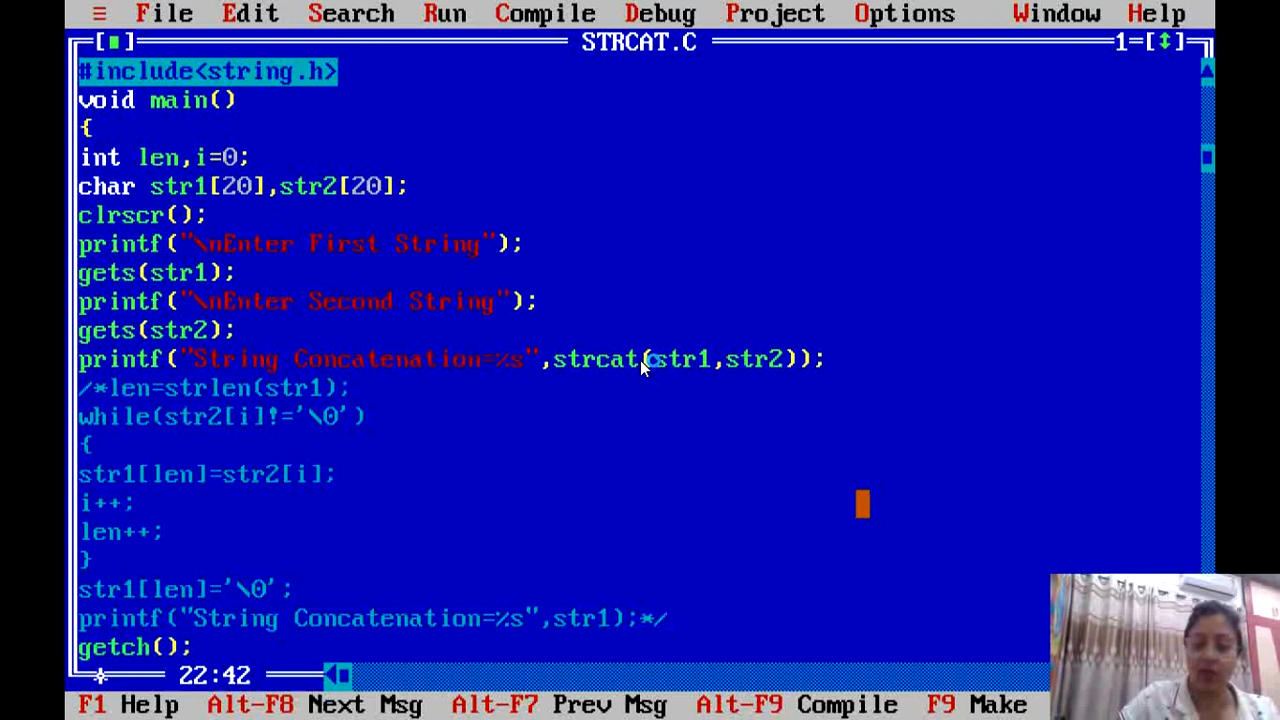 ≡ File Edit Search Run Compile Debug Project Options Window Help
[■] STRCAT.C 1=[↕]
#include<string.h>
void main()
{
int len,i=0;
char str1[20],str2[20];
clrscr();
printf("\nEnter First String");
gets(str1);
printf("\nEnter Second String");
gets(str2);
printf("String Concatenation=%s",strcat(str1,str2));
/*len=strlen(str1);
while(str2[i]!='\0')
{
str1[len]=str2[i];
i++;
len++;
}
str1[len]='\0';
printf("String Concatenation=%s",str1);*/
getch();
22:42
F1 Help Alt-F8 Next Msg Alt-F7 Prev Msg Alt-F9 Compile F9 Make